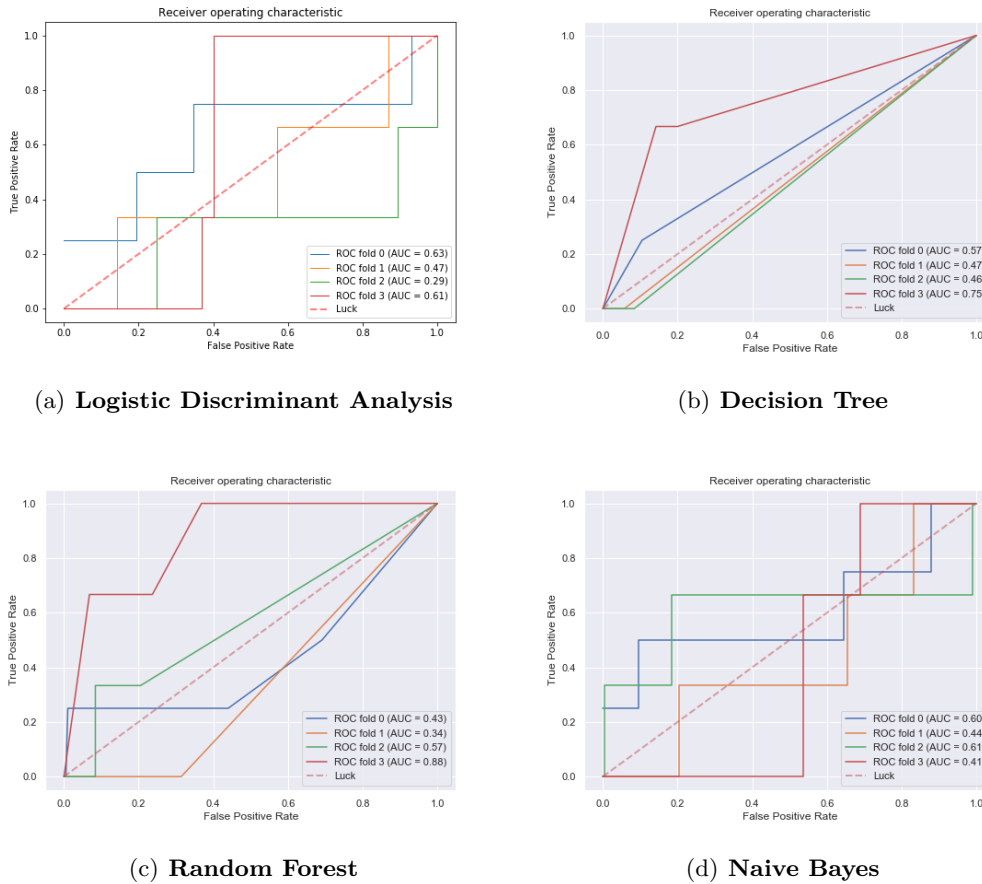 Receiver operating characteristic
True Positive Rate
1.0
0.8
0.6
0.4
0.2
0.0
ROC fold 0 (AUC = 0.63)
ROC fold 1 (AUC = 0.47)
ROC fold 2 (AUC = 0.29)
ROC fold 3 (AUC = 0.61)
Luck
0.0 0.2 0.4 0.6 0.8 1.0
False Positive Rate
(a) Logistic Discriminant Analysis
Receiver operating characteristic
True Positive Rate
1.0
0.8
0.6
0.4
0.2
0.0
ROC fold 0 (AUC = 0.57
ROC fold 1 (AUC = 0.47
ROC fold 2 (AUC = 0.46
ROC fold 3 (AUC = 0.75
Luck
0.0 0.2 0.4 0.6 0.8 1.0
False Positive Rate
(b) Decision Tree
Receiver operating characteristic
True Positive Rate
1.0
0.8
0.6
0.4
0.2
0.0
ROC fold 0 (AUC = 0.43)
ROC fold 1 (AUC = 0.34)
ROC fold 2 (AUC = 0.57)
ROC fold 3 (AUC = 0.88)
Luck
0.0 0.2 0.4 0.6 0.8 1.0
False Positive Rate
(c) Random Forest
Receiver operating characteristic
True Positive Rate
1.0
0.8
0.6
0.4
0.2
0.0
ROC fold 0 (AUC = 0.60
ROC fold 1 (AUC = 0.44
ROC fold 2 (AUC = 0.61
ROC fold 3 (AUC = 0.41
Luck
0.0 0.2 0.4 0.6 0.8 1.0
False Positive Rate
(d) Naive Bayes